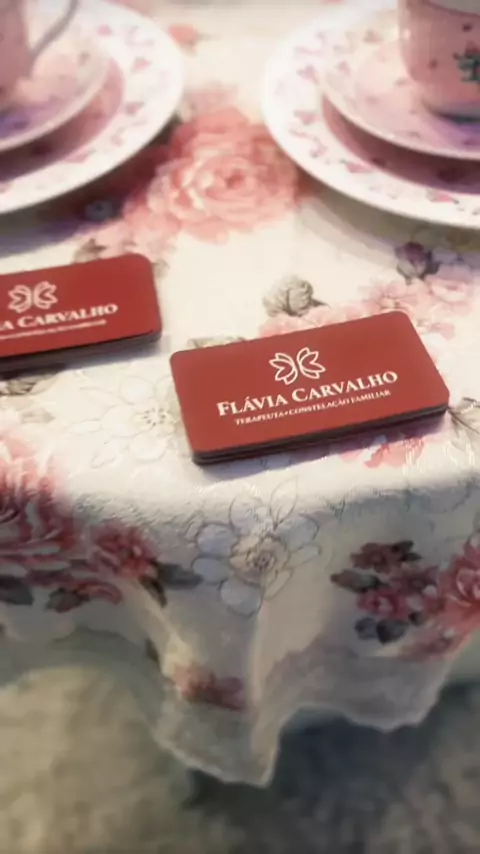 IA CARVALHO
FLÁVIA CARVALHO
TERAPEUTA • CONSTELAÇÃO FAMILIAR